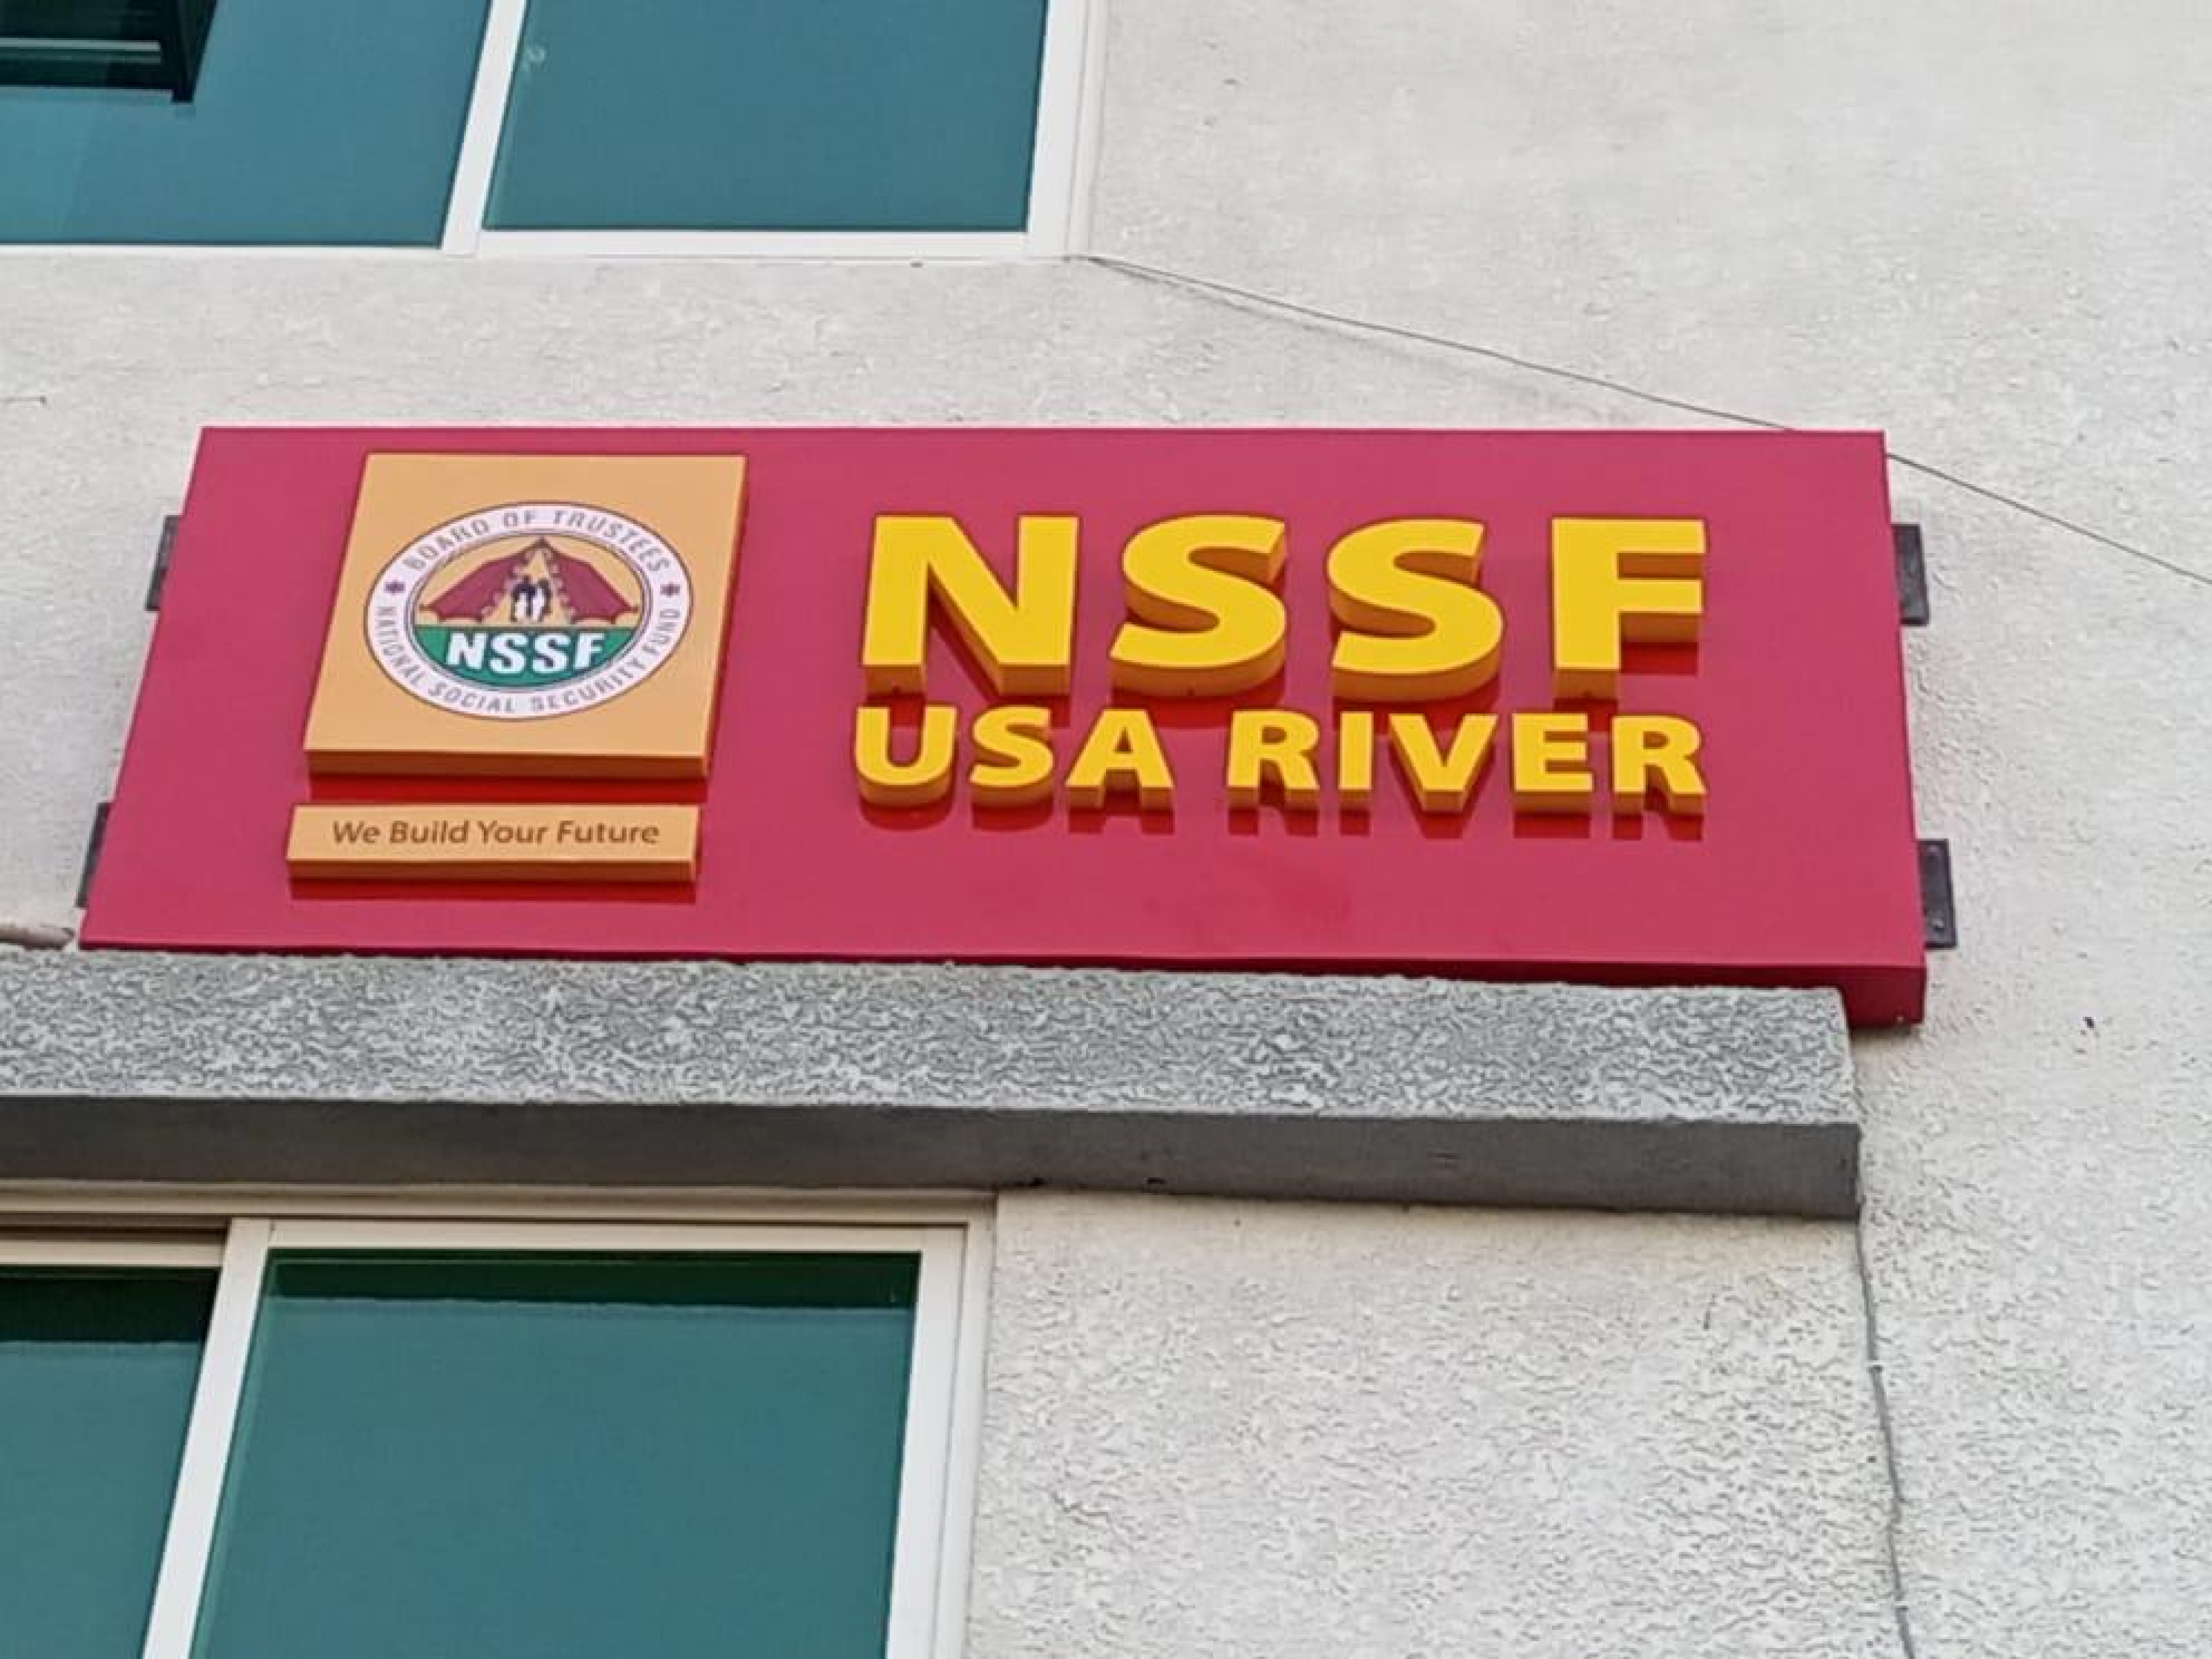 BOARD OF TRUSTEES
NSSF
NATIONAL SOCIAL SECURITY FUND
We Build Your Future
NSSF
USA RIVER